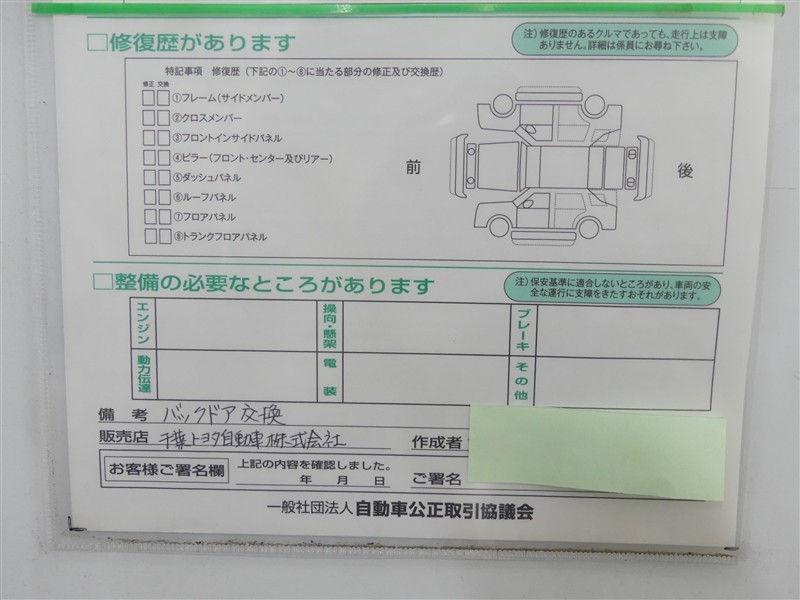 □修復歴があります
注）修復歴のあるクルマであっても、走行上は支障
ありません。詳細は係員にお尋ね下さい。
特記事項　修復歴（下記の①～⑧に当たる部分の修正及び交換歴）
修正 交換
□□①フレーム（サイドメンバー）
□□②クロスメンバー
□□③フロントインサイドパネル
□□④ピラー（フロント・センター及びリアー）
□□⑤ダッシュパネル
□□⑥ルーフパネル
□□⑦フロアパネル
□□⑧トランクフロアパネル
前
後
□整備の必要なところがあります
注）保安基準に適合しないところがあり、車両の安
全な運行に支障をきたすおそれがあります。
エンジン
操向・懸架
ブレーキ
動力伝達
電装
その他
備考 バックドア交換
販売店 千葉トヨタ自動車株式会社
作成者
お客様ご署名欄
上記の内容を確認しました。
年　月　日
ご署名
一般社団法人 自動車公正取引協議会